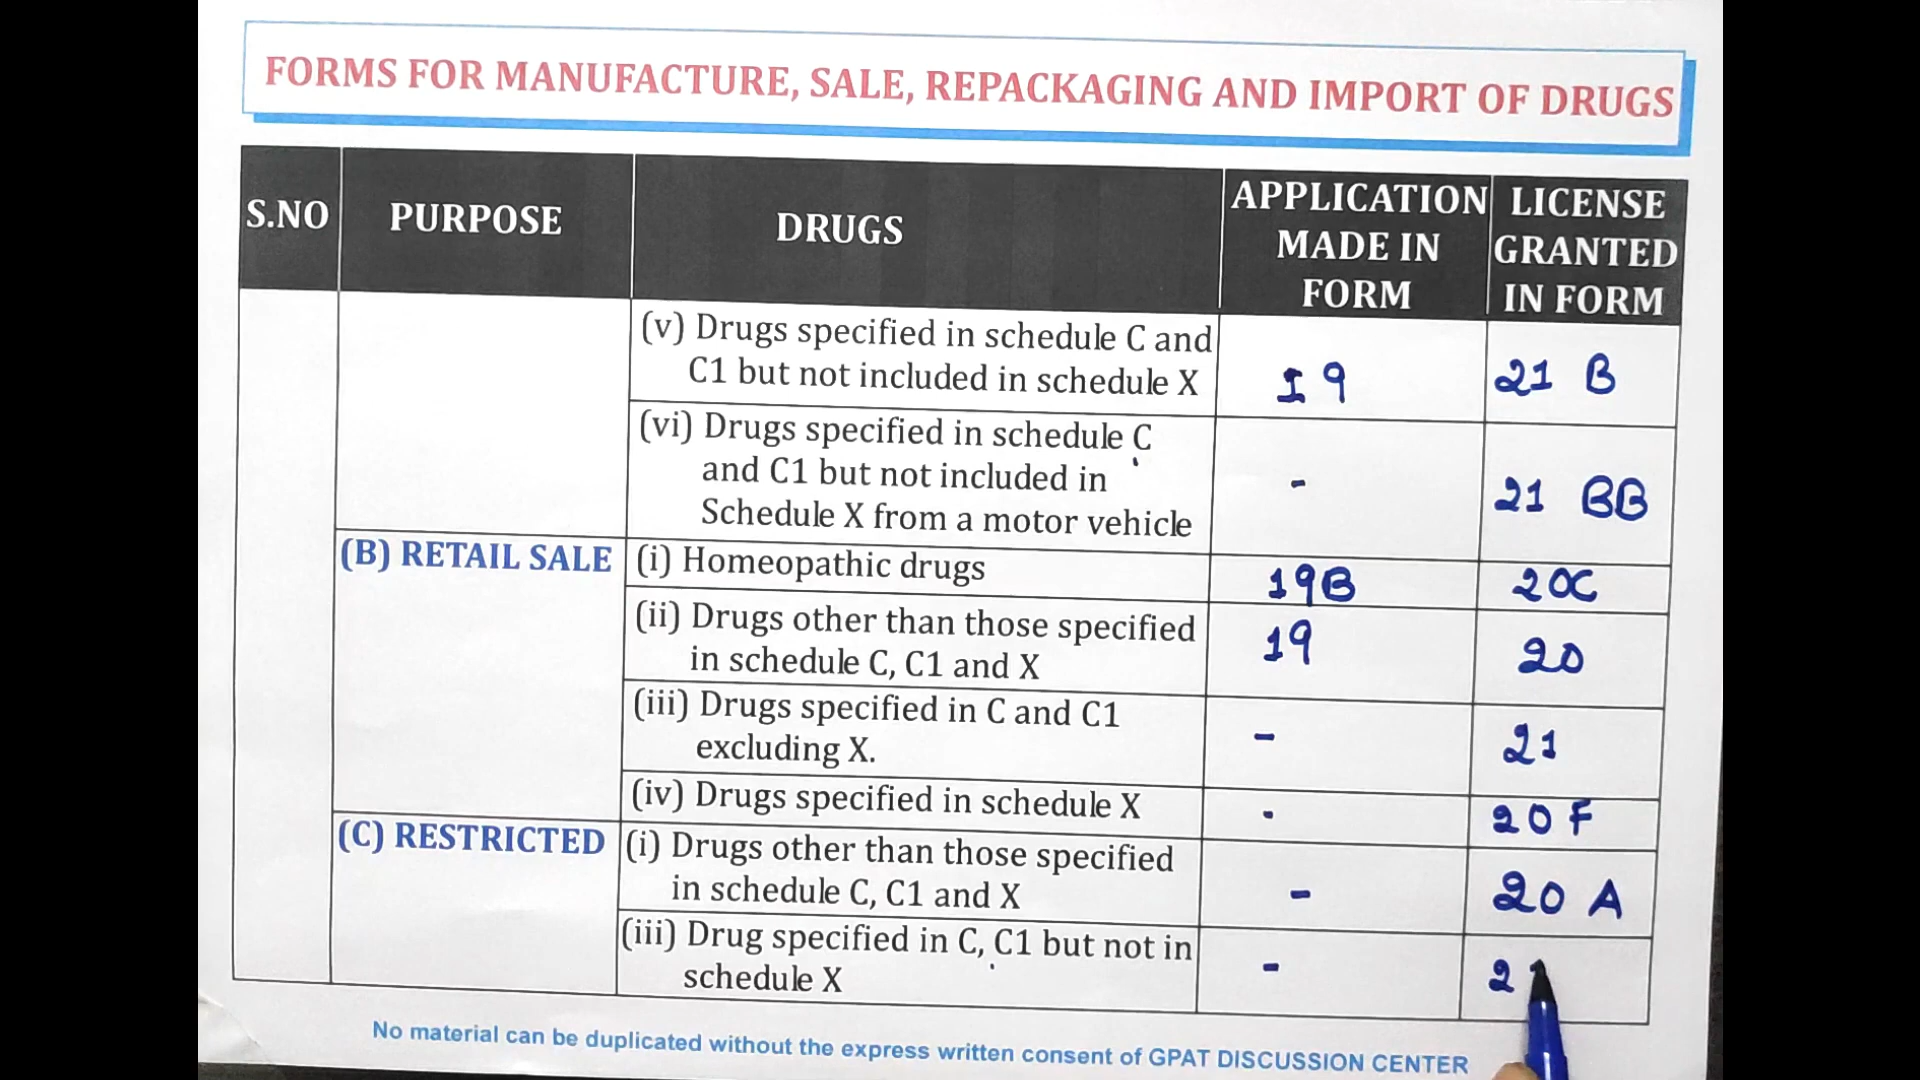 FORMS FOR MANUFACTURE, SALE, REPACKAGING AND IMPORT OF DRUGS
S.NO
PURPOSE
DRUGS
APPLICATION
MADE IN
FORM
LICENSE
GRANTED
IN FORM
(v) Drugs specified in schedule C and
C1 but not included in schedule X
19
21 B
(vi) Drugs specified in schedule C
and C1 but not included in
Schedule X from a motor vehicle
-
21 BB
(B) RETAIL SALE
(i) Homeopathic drugs
19B
20C
(ii) Drugs other than those specified
in schedule C, C1 and X
19
20
(iii) Drugs specified in C and C1
excluding X.
-
21
(iv) Drugs specified in schedule X
-
20F
(C) RESTRICTED
(i) Drugs other than those specified
in schedule C, C1 and X
-
20 A
(iii) Drug specified in C, C1 but not in
schedule X
-
2
No material can be duplicated without the express written consent of GPAT DISCUSSION CENTER